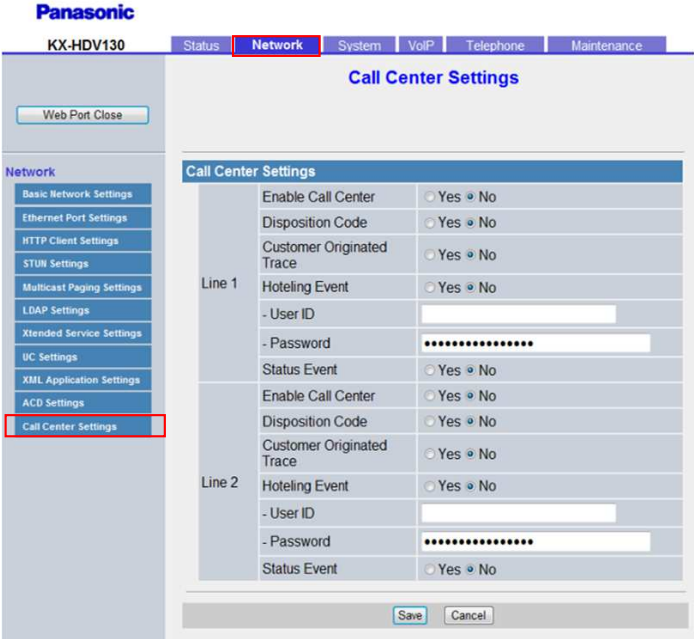 Panasonic
KX-HDV130
Status Network System VoIP Telephone Maintenance
Call Center Settings
Web Port Close
Network
Basic Network Settings
Ethernet Port Settings
HTTP Client Settings
STUN Settings
Multicast Paging Settings
LDAP Settings
Xtended Service Settings
UC Settings
XML Application Settings
ACD Settings
Call Center Settings
Call Center Settings
Line 1
Enable Call Center Yes No
Disposition Code Yes No
Customer Originated
Trace Yes No
Hoteling Event Yes No
- User ID
- Password ••••••••••••••••
Status Event Yes No
Line 2
Enable Call Center Yes No
Disposition Code Yes No
Customer Originated
Trace Yes No
Hoteling Event Yes No
- User ID
- Password ••••••••••••••••
Status Event Yes No
Save Cancel